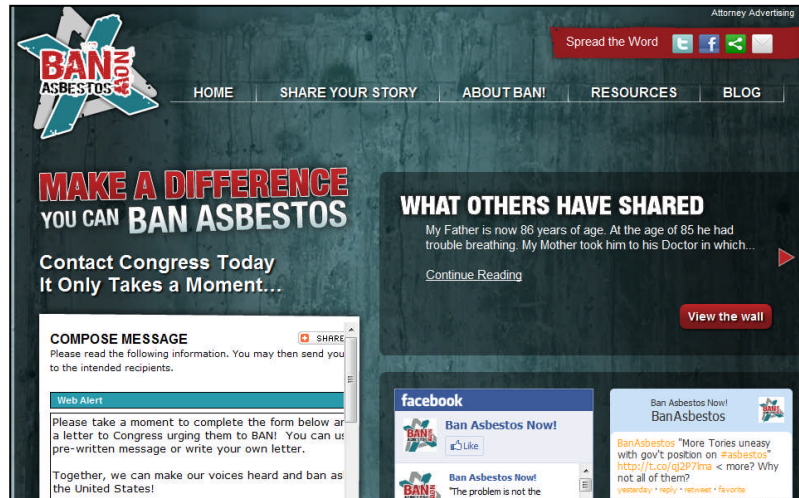 Attorney Advertising
Spread the Word
BAN
NOW
ASBESTOS
HOME
SHARE YOUR STORY
ABOUT BAN!
RESOURCES
BLOG
MAKE A DIFFERENCE
YOU CAN BAN ASBESTOS
Contact Congress Today
It Only Takes a Moment...
COMPOSE MESSAGE
SHARE
Please read the following information. You may then send you
to the intended recipients.
Web Alert
Please take a moment to complete the form below an
a letter to Congress urging them to BAN! You can us
pre-written message or write your own letter.
Together, we can make our voices heard and ban as
the United States!
WHAT OTHERS HAVE SHARED
My Father is now 86 years of age. At the age of 85 he had
trouble breathing. My Mother took him to his Doctor in which...
Continue Reading
View the wall
facebook
Ban Asbestos Now!
Like
Ban Asbestos Now!
"The problem is not the
Ban Asbestos Now!
BanAsbestos
BanAsbestos "More Tories uneasy
with gov't position on #asbestos"
http://t.co/qJ2P7lma < more? Why
not all of them?
yesterday · reply · retweet · favorite